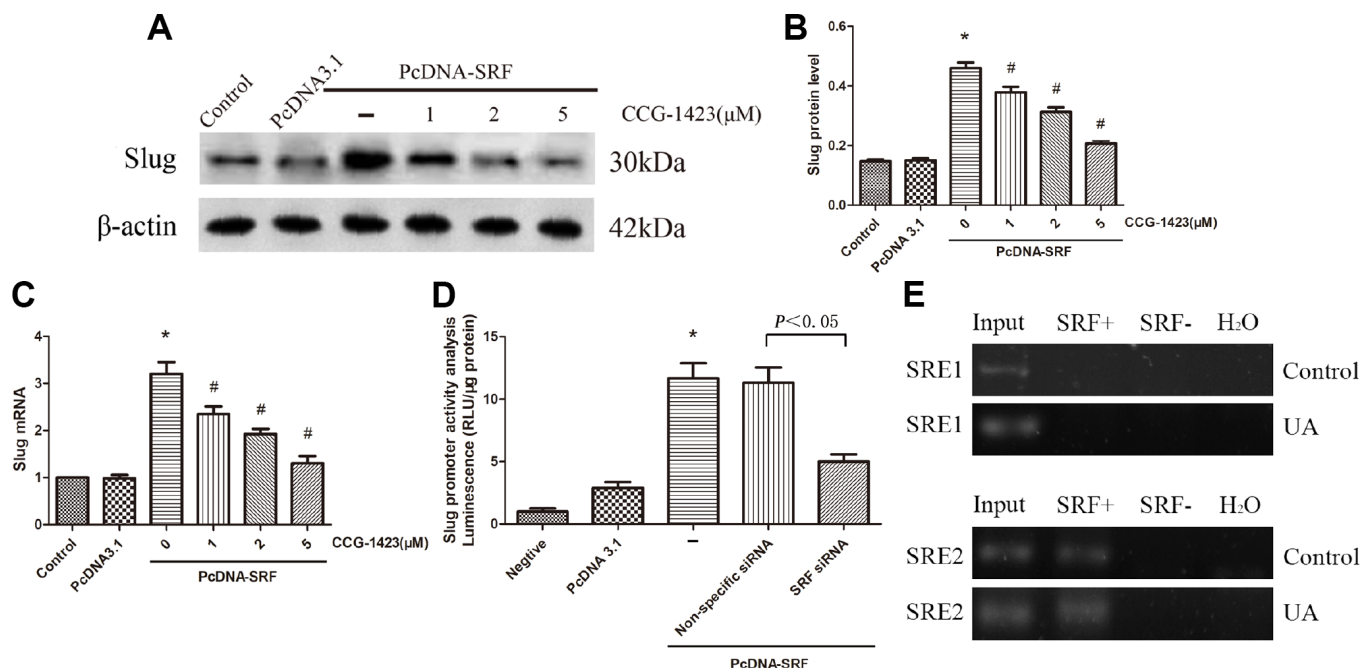 A
Control
PcDNA3.1
PcDNA-SRF
– 1 2 5 CCG-1423(μM)
Slug 30kDa
β-actin 42kDa
B
Slug protein level
0.6
0.4
0.2
0.0
Control
PcDNA 3.1
0 1 2 5 CCG-1423(μM)
PcDNA-SRF
*
#
#
#
C
Slug mRNA
4
3
2
1
0
Control
PcDNA3.1
0 1 2 5 CCG-1423(μM)
PcDNA-SRF
*
#
#
#
D
Slug promoter activity analysis
Luminescence (RLU/μg protein)
15
10
5
0
*
P<0.05
Negtive
PcDNA 3.1
–
Non-specific siRNA
SRF siRNA
PcDNA-SRF
E
Input SRF+ SRF- H₂O
SRE1 Control
SRE1 UA
Input SRF+ SRF- H₂O
SRE2 Control
SRE2 UA